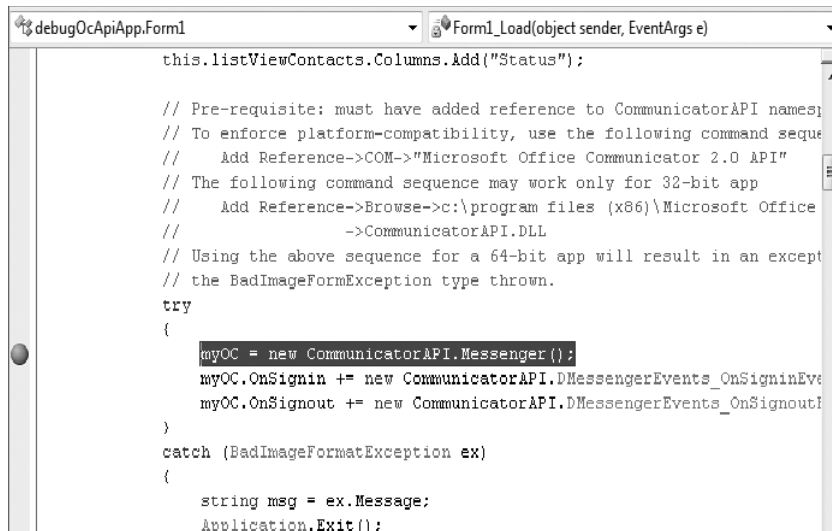 debugOcApiApp.Form1
Form1_Load(object sender, EventArgs e)
this.listViewContacts.Columns.Add("Status");
// Pre-requisite: must have added reference to CommunicatorAPI namesp
// To enforce platform-compatibility, use the following command seque
// Add Reference->COM->"Microsoft Office Communicator 2.0 API"
// The following command sequence may work only for 32-bit app
// Add Reference->Browse->c:\program files (x86)\Microsoft Office
// ->CommunicatorAPI.DLL
// Using the above sequence for a 64-bit app will result in an except
// the BadImageFormException type thrown.
try
{
myOC = new CommunicatorAPI.Messenger();
myOC.OnSignin += new CommunicatorAPI.DMessengerEvents_OnSigninEve
myOC.OnSignout += new CommunicatorAPI.DMessengerEvents_OnSignoutE
}
catch (BadImageFormatException ex)
{
string msg = ex.Message;
Application.Exit();